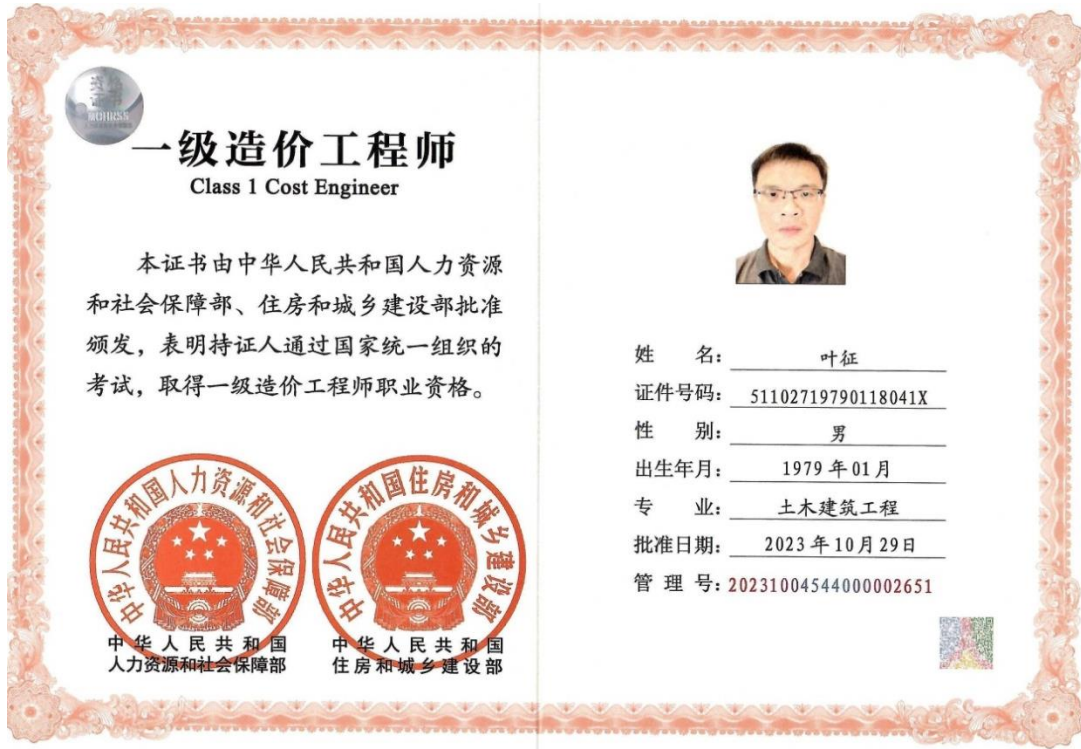 资格
证书
MOHRSS
一级造价工程师
Class 1 Cost Engineer
本证书由中华人民共和国人力资源
和社会保障部、住房和城乡建设部批准
颁发，表明持证人通过国家统一组织的
考试，取得一级造价工程师职业资格。
中华人民共和国人力资源和社会保障部
中华人民共和国
人力资源和社会保障部
中华人民共和国住房和城乡建设部
中华人民共和国
住房和城乡建设部
姓 名： 叶征
证件号码： 51102719790118041X
性 别： 男
出生年月： 1979年01月
专 业： 土木建筑工程
批准日期： 2023年10月29日
管 理 号：20231004544000002651